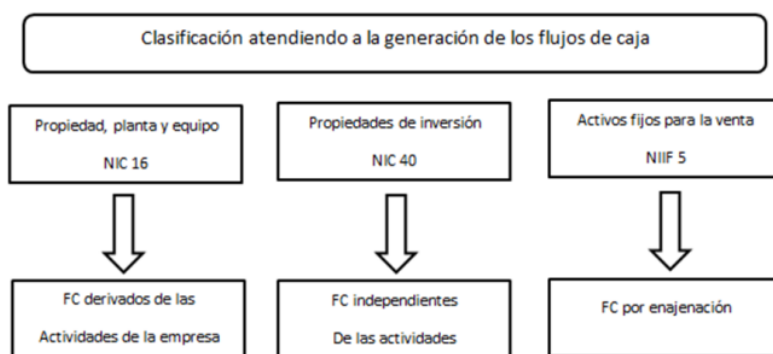 Clasificación atendiendo a la generación de los flujos de caja
Propiedad, planta y equipo
NIC 16
Propiedades de inversión
NIC 40
Activos fijos para la venta
NIIF 5
FC derivados de las
Actividades de la empresa
FC independientes
De las actividades
FC por enajenación